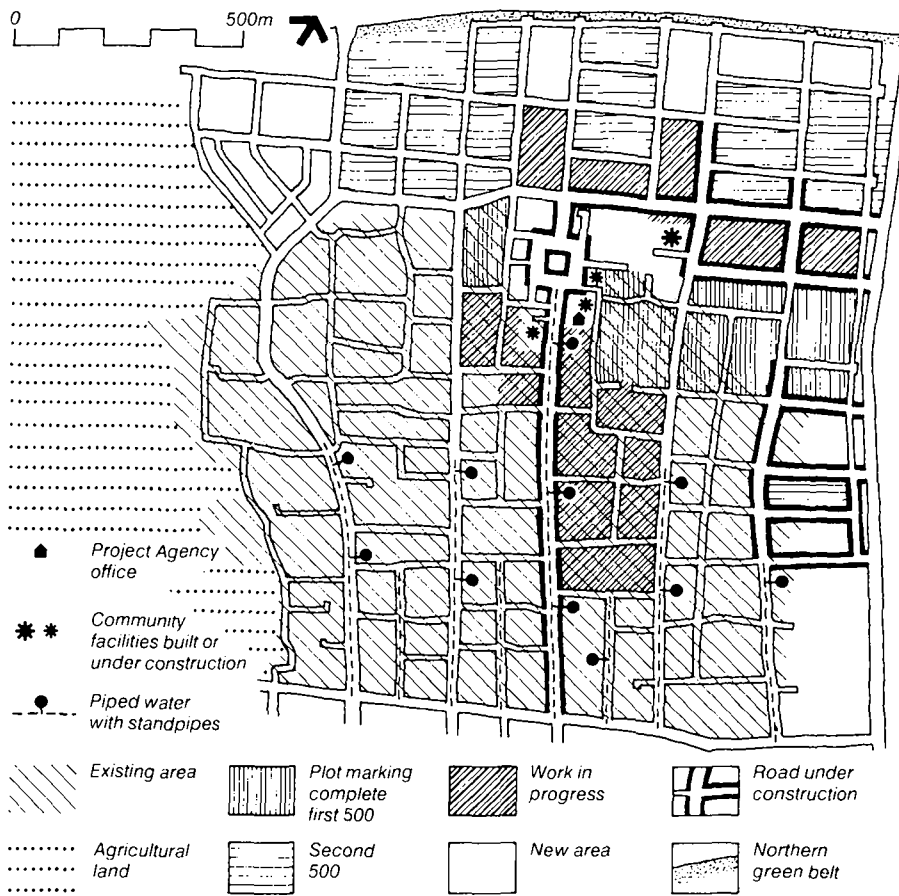 0 500m
Project Agency
office
Community
facilities built or
under construction
Piped water
with standpipes
Existing area
Plot marking
complete
first 500
Work in
progress
Road under
construction
Agricultural
land
Second
500
New area
Northern
green belt